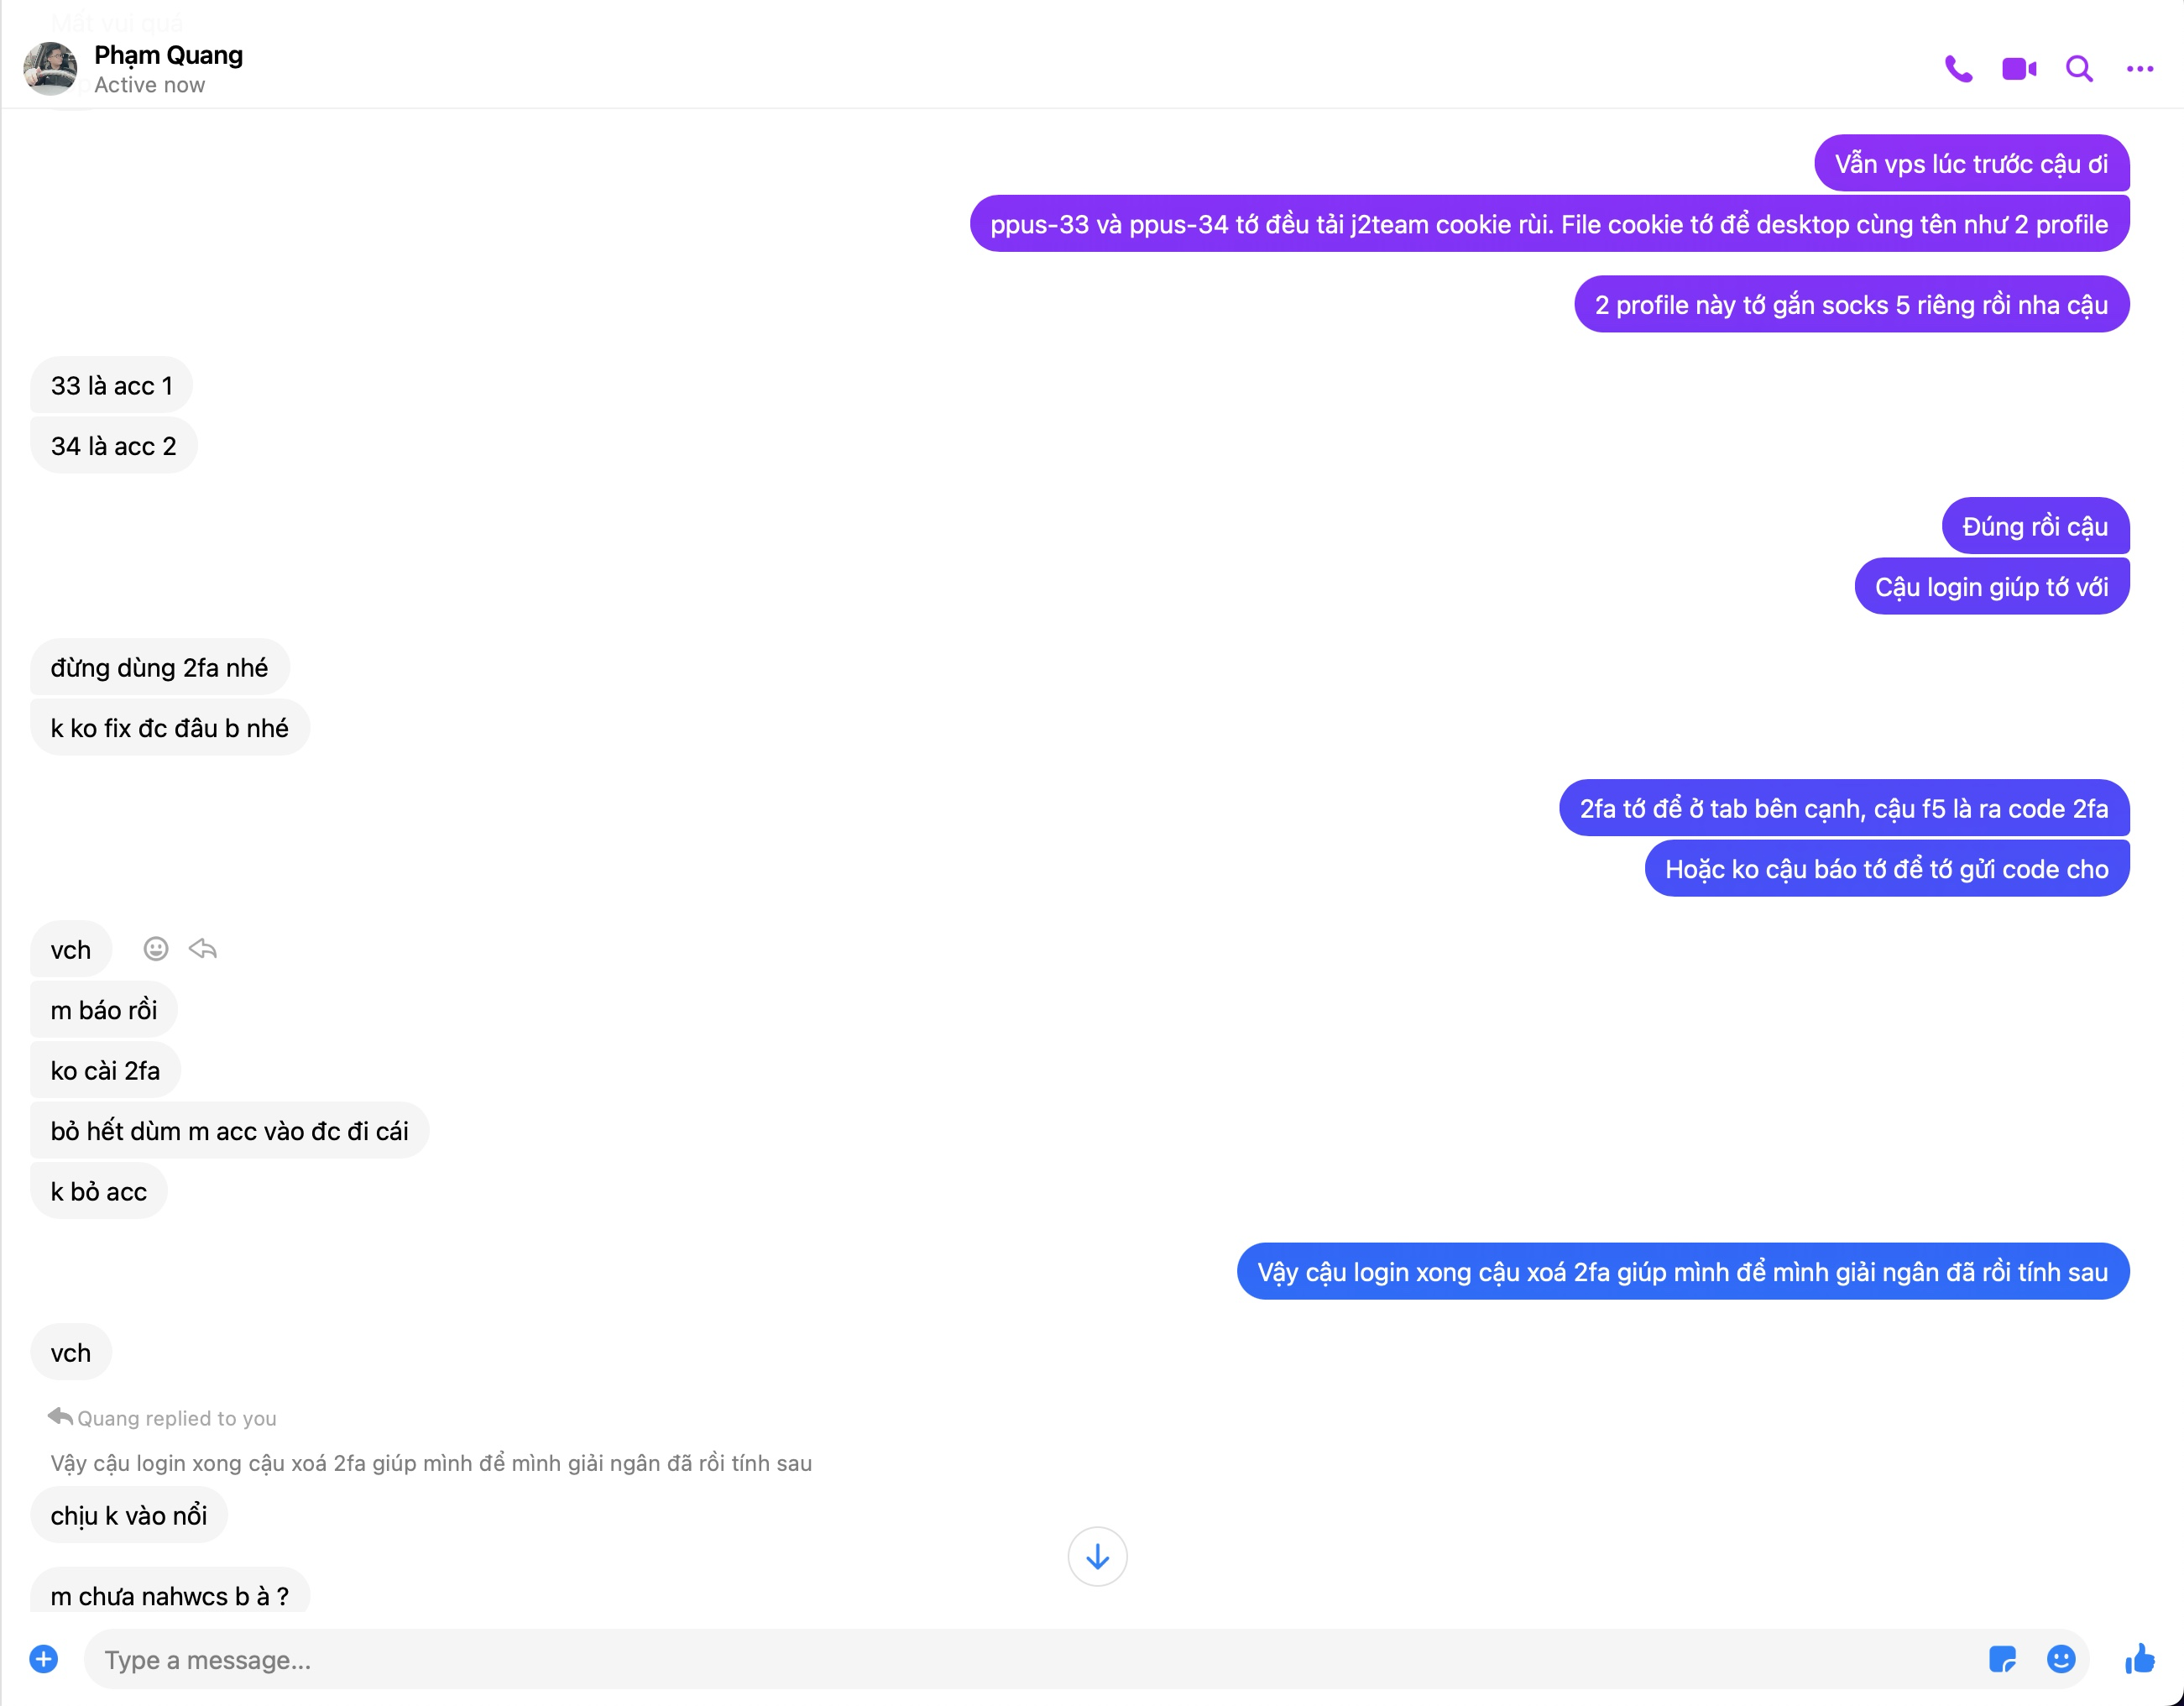 Mất vui quá
Phạm Quang
Active now
Vẫn vps lúc trước cậu ơi
ppus-33 và ppus-34 tớ đều tải j2team cookie rùi. File cookie tớ để desktop cùng tên như 2 profile
2 profile này tớ gắn socks 5 riêng rồi nha cậu
33 là acc 1
34 là acc 2
Đúng rồi cậu
Cậu login giúp tớ với
đừng dùng 2fa nhé
k ko fix đc đâu b nhé
2fa tớ để ở tab bên cạnh, cậu f5 là ra code 2fa
Hoặc ko cậu báo tớ để tớ gửi code cho
vch
m báo rồi
ko cài 2fa
bỏ hết dùm m acc vào đc đi cái
k bỏ acc
Vậy cậu login xong cậu xoá 2fa giúp mình để mình giải ngân đã rồi tính sau
vch
Quang replied to you
Vậy cậu login xong cậu xoá 2fa giúp mình để mình giải ngân đã rồi tính sau
chịu k vào nổi
m chưa nahwcs b à ?
Type a message...